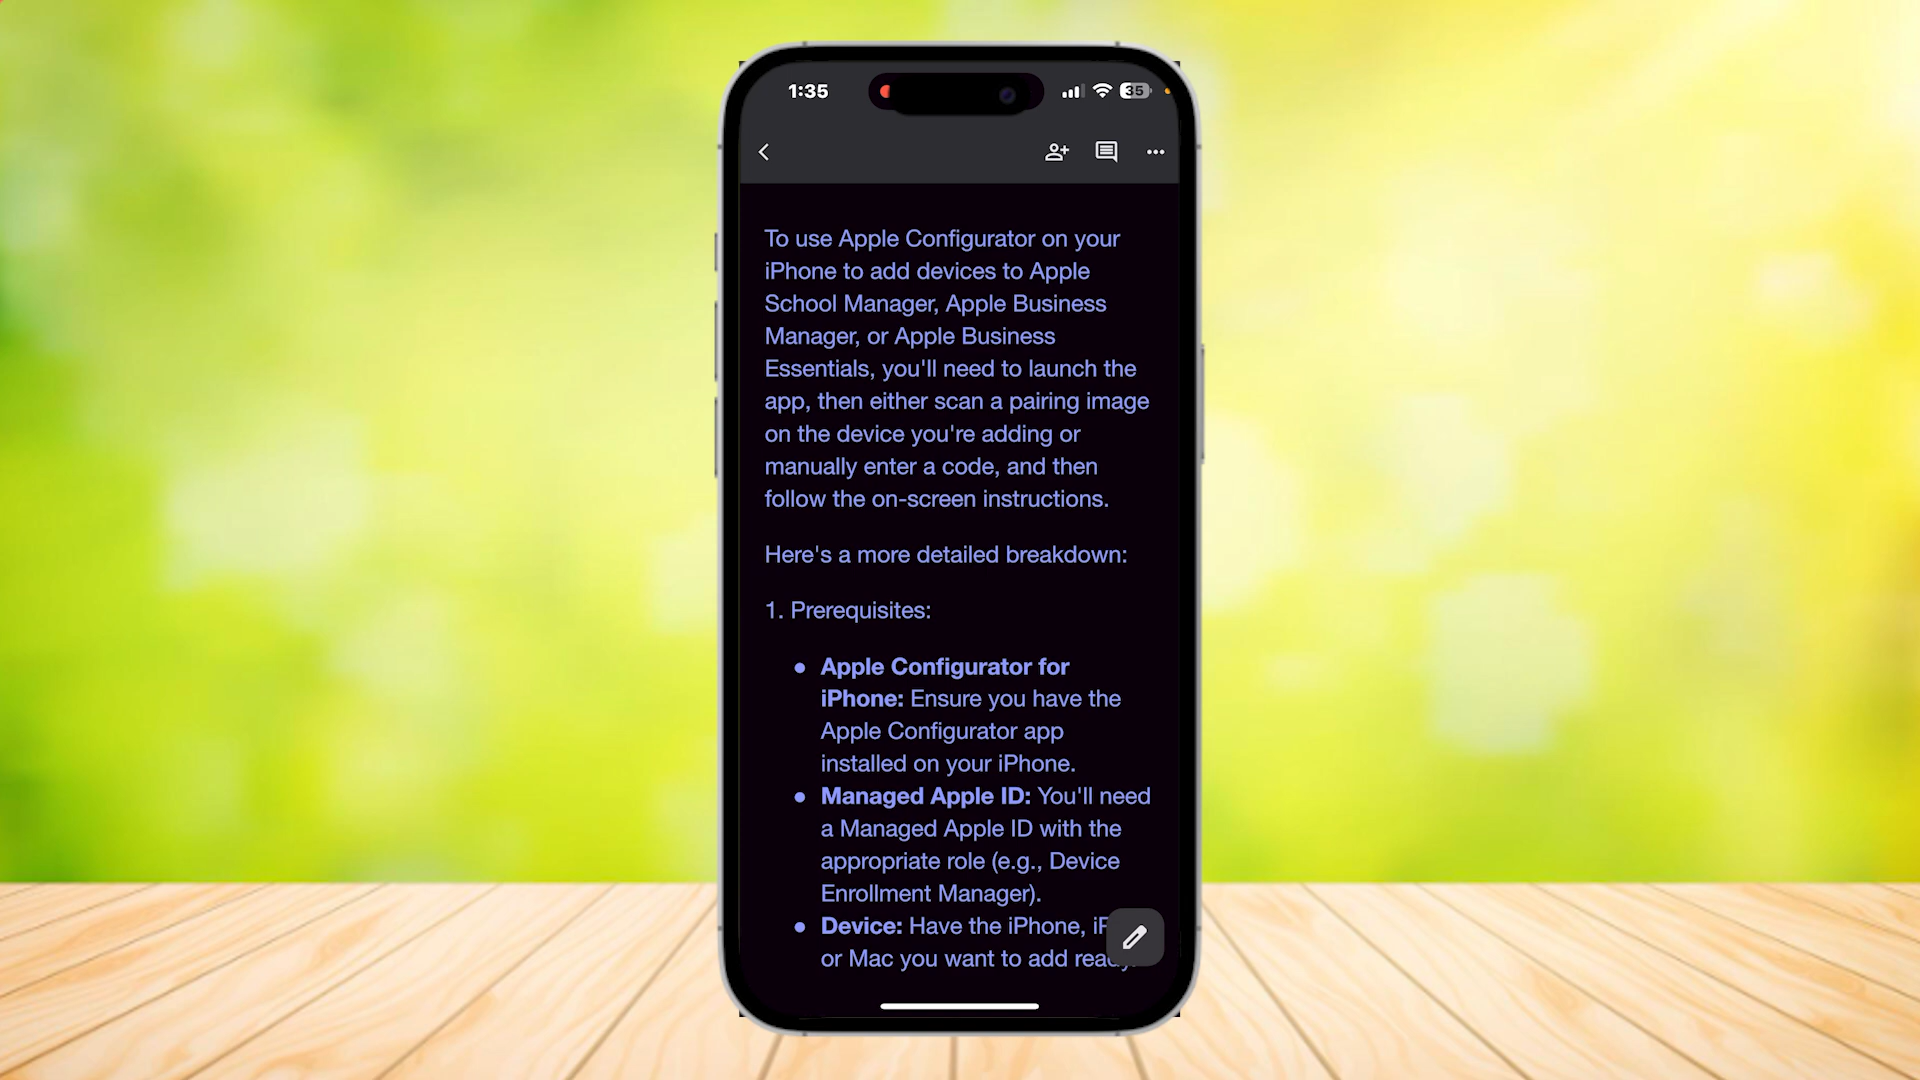 1:35
35
To use Apple Configurator on your
iPhone to add devices to Apple
School Manager, Apple Business
Manager, or Apple Business
Essentials, you'll need to launch the
app, then either scan a pairing image
on the device you're adding or
manually enter a code, and then
follow the on-screen instructions.
Here's a more detailed breakdown:
1. Prerequisites:
● Apple Configurator for
iPhone: Ensure you have the
Apple Configurator app
installed on your iPhone.
● Managed Apple ID: You'll need
a Managed Apple ID with the
appropriate role (e.g., Device
Enrollment Manager).
● Device: Have the iPhone,
or Mac you want to add ready